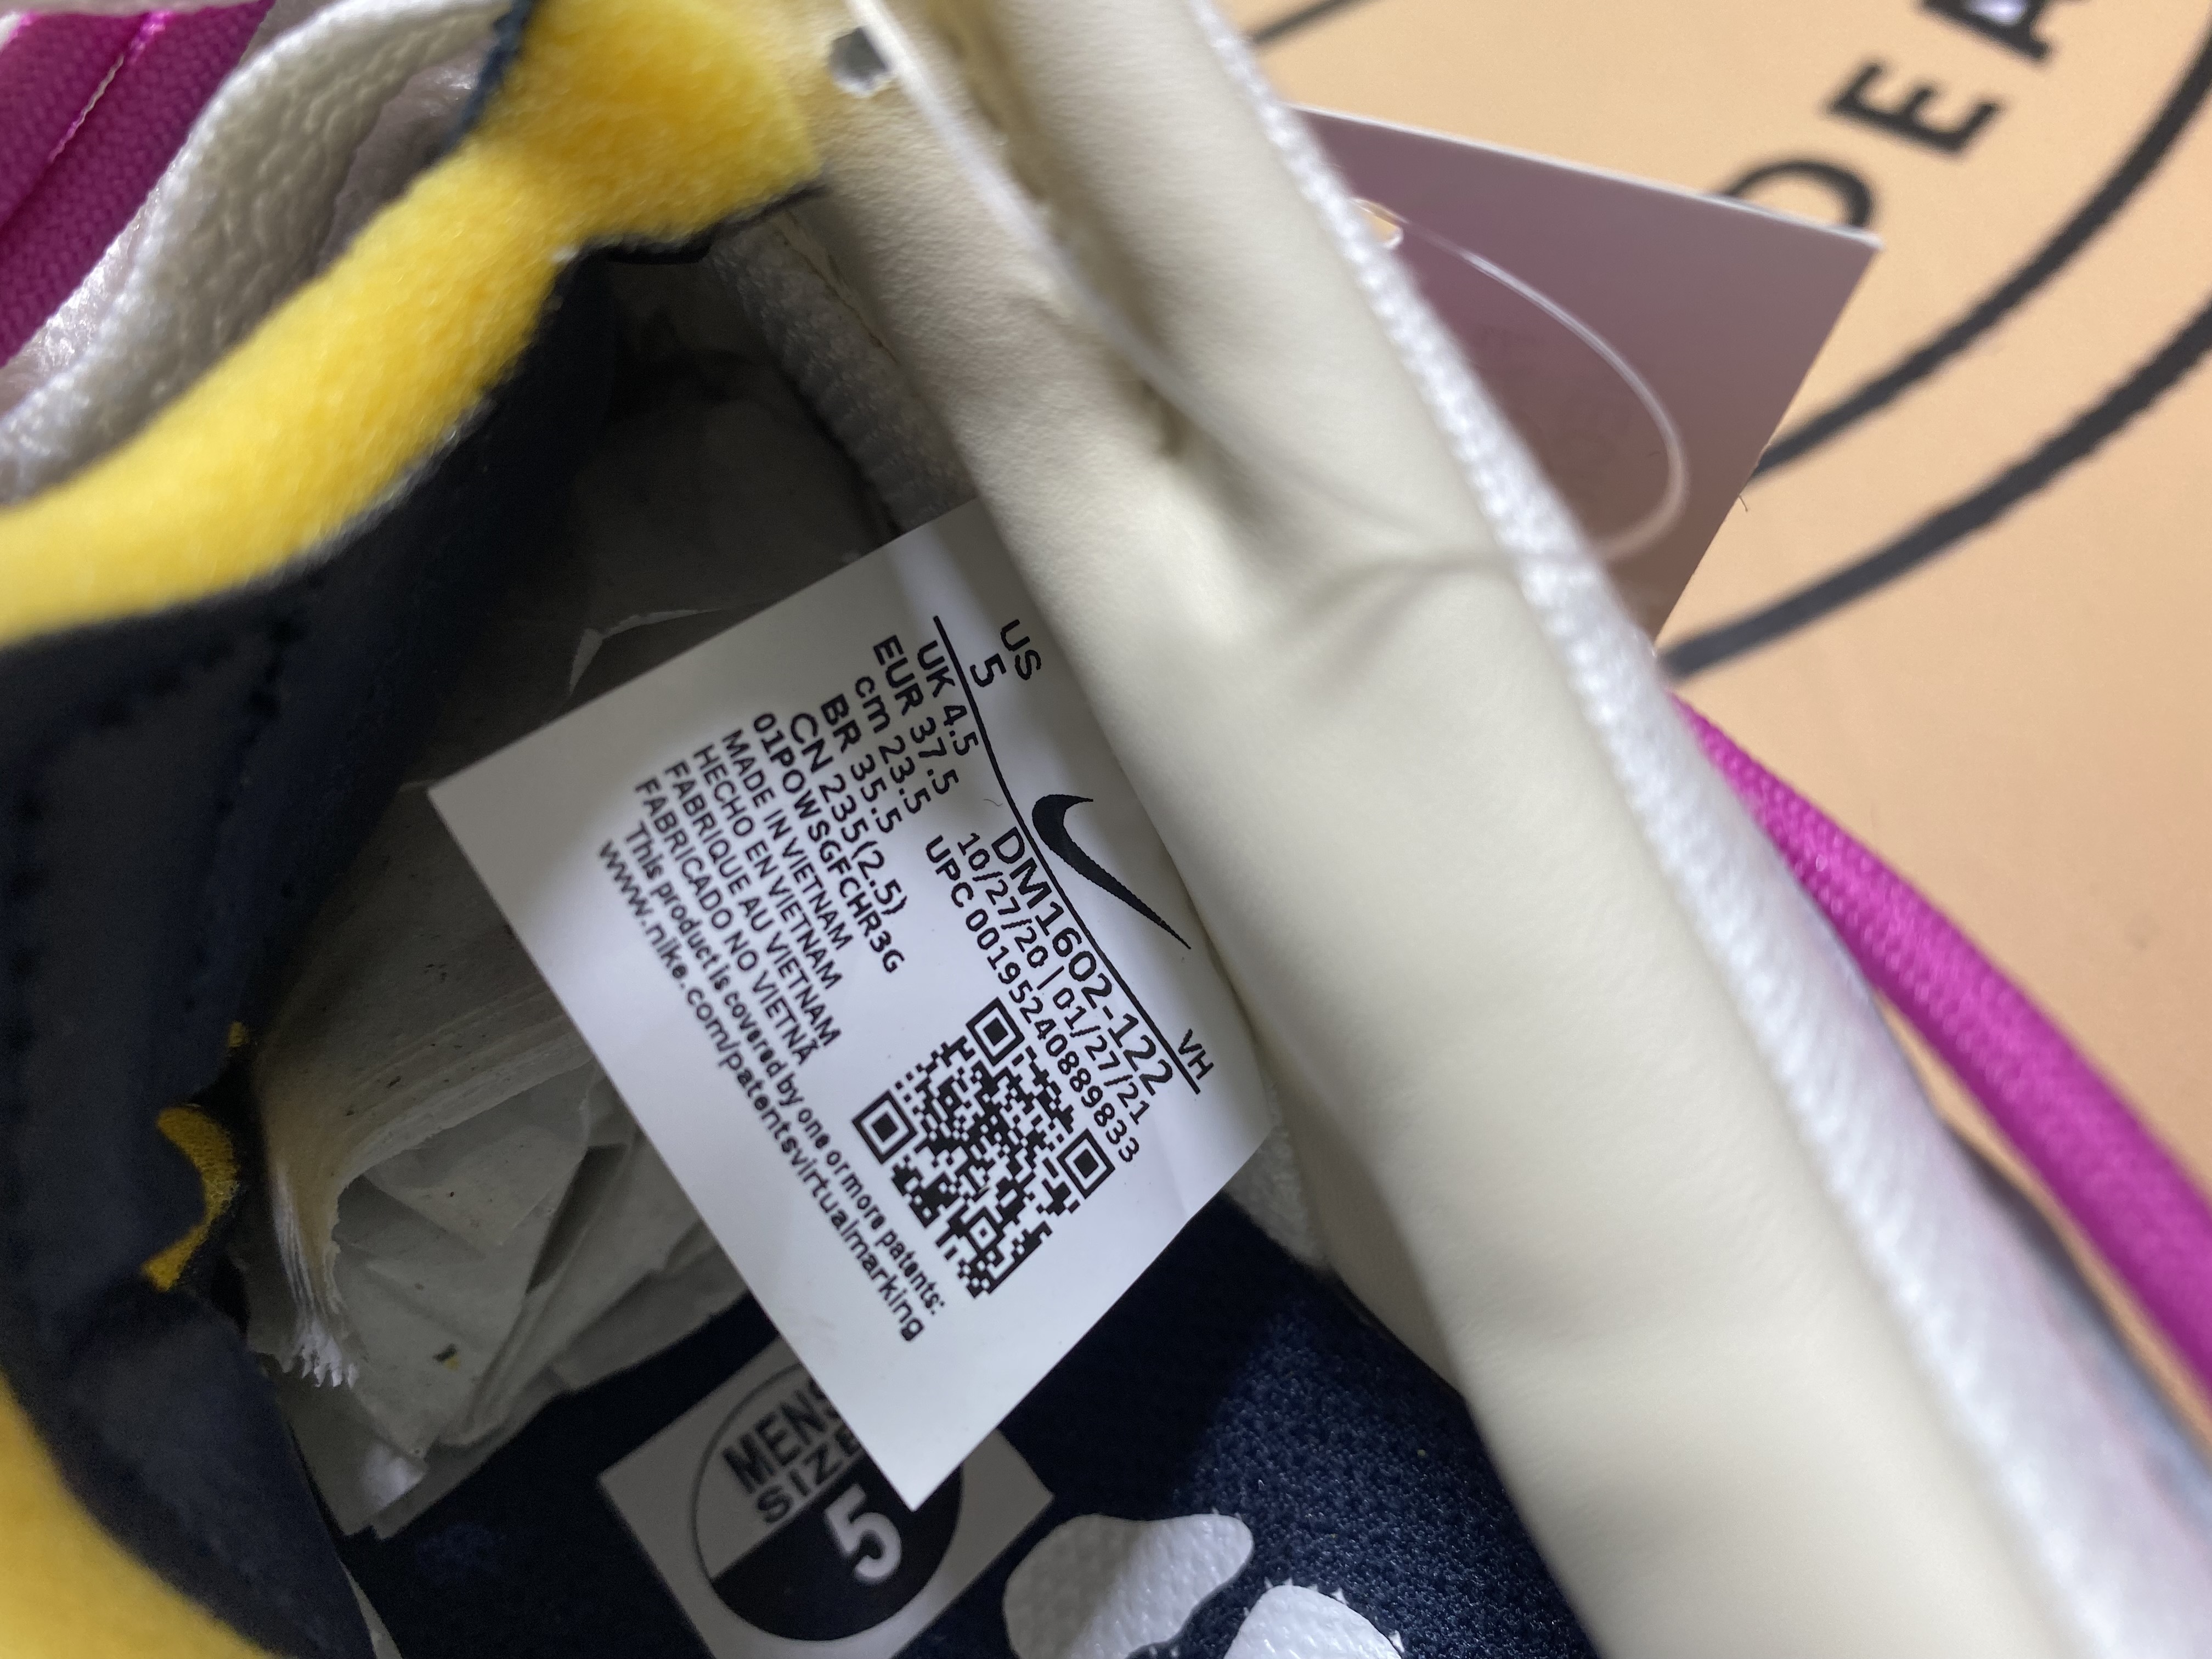 US
5
UK 4.5
EUR 37.5
cm 23.5
BR 35.5
CN 235(2.5)
01POWSGFCHR3G
MADE IN VIETNAM
HECHO EN VIETNAM
FABRIQUE AU VIETNAM
FABRICADO NO VIETNÃ
This product is covered by one or more patents:
www.nike.com/patentsvirtualmarking
VH
DM1602-122
10/27/20 | 01/27/21
UPC 00195240889833
MENS
SIZE
5
DEA